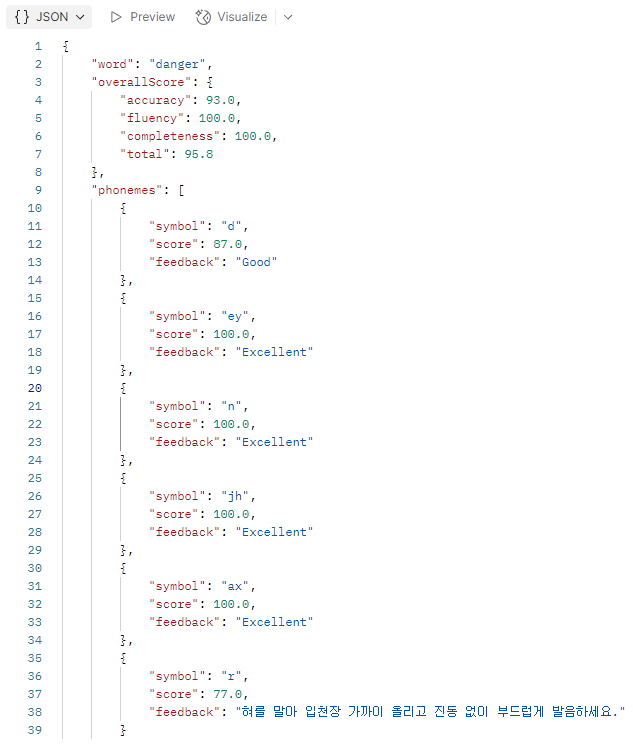 {} JSON Preview Visualize
1 {
2 "word": "danger",
3 "overallScore": {
4 "accuracy": 93.0,
5 "fluency": 100.0,
6 "completeness": 100.0,
7 "total": 95.8
8 },
9 "phonemes": [
10 {
11 "symbol": "d",
12 "score": 87.0,
13 "feedback": "Good"
14 },
15 {
16 "symbol": "ey",
17 "score": 100.0,
18 "feedback": "Excellent"
19 },
20 {
21 "symbol": "n",
22 "score": 100.0,
23 "feedback": "Excellent"
24 },
25 {
26 "symbol": "jh",
27 "score": 100.0,
28 "feedback": "Excellent"
29 },
30 {
31 "symbol": "ax",
32 "score": 100.0,
33 "feedback": "Excellent"
34 },
35 {
36 "symbol": "r",
37 "score": 77.0,
38 "feedback": "혀를 말아 입천장 가까이 올리고 진동 없이 부드럽게 발음하세요."
39 }